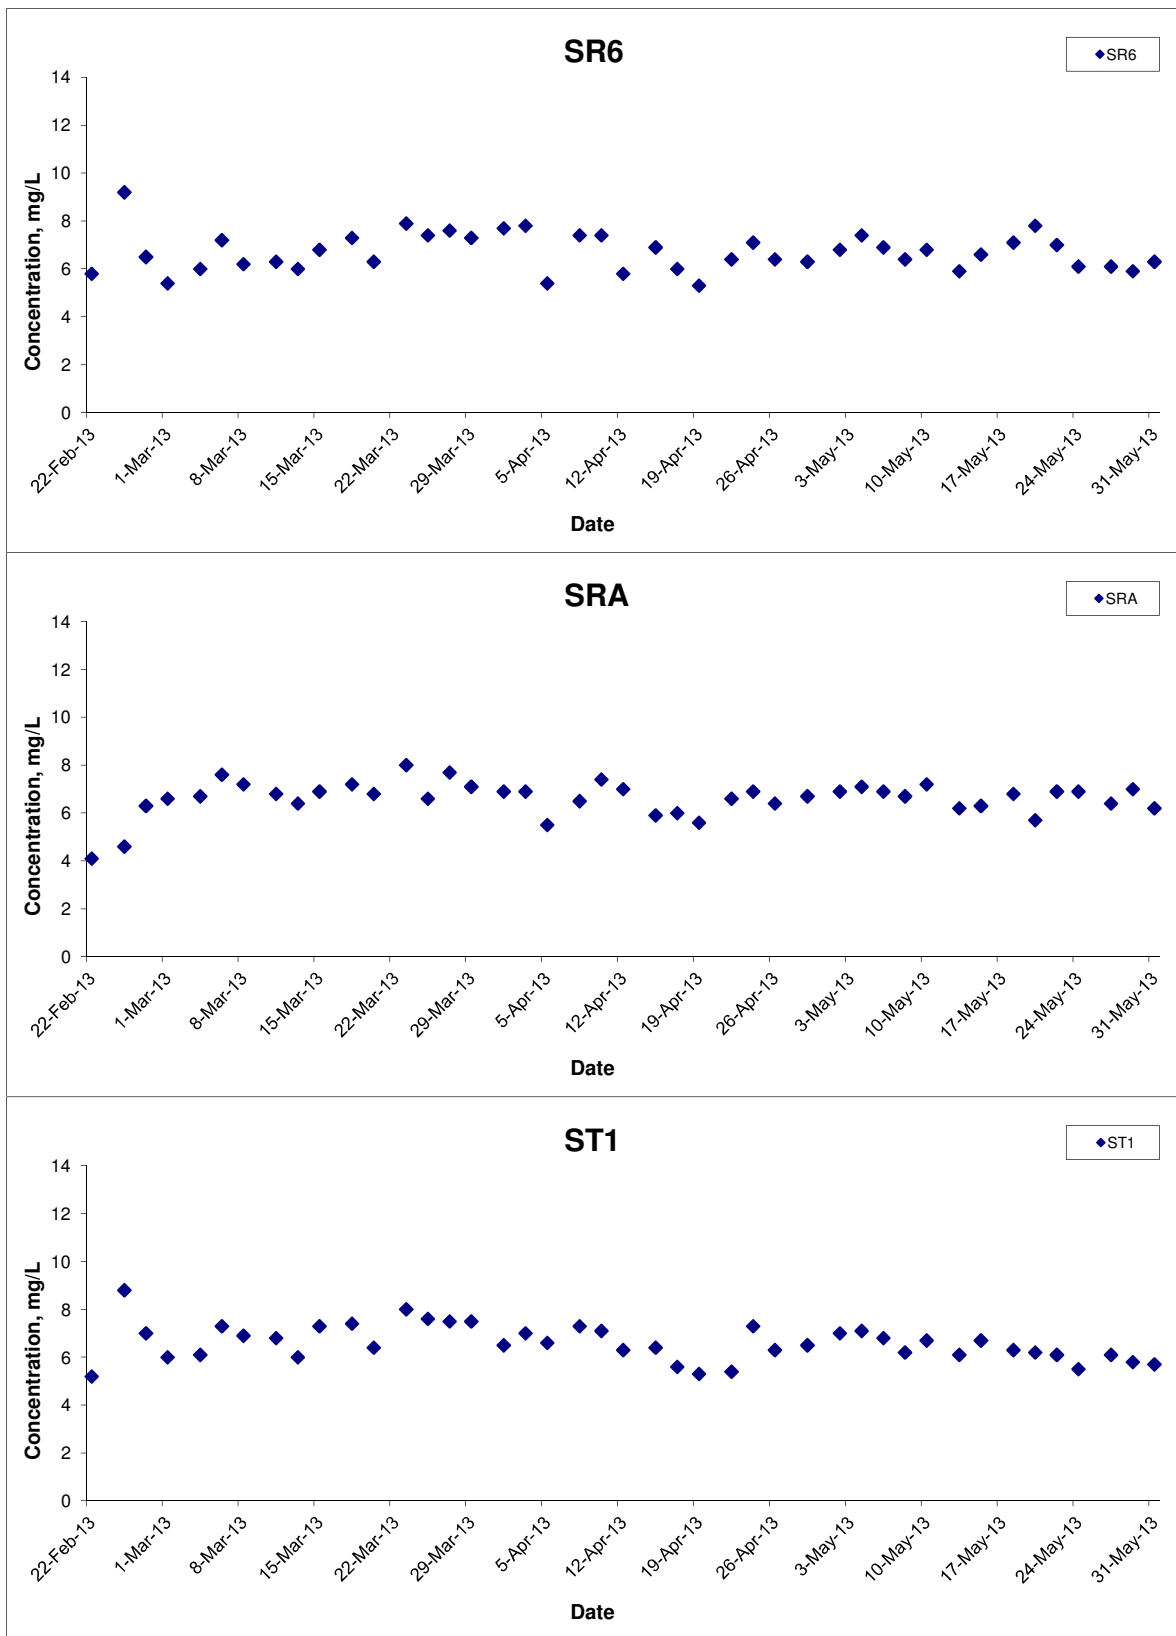 SR6
SR6
14
12
10
8
6
4
2
0
Concentration, mg/L
22-Feb-13
1-Mar-13
8-Mar-13
15-Mar-13
22-Mar-13
29-Mar-13
5-Apr-13
12-Apr-13
19-Apr-13
26-Apr-13
3-May-13
10-May-13
17-May-13
24-May-13
31-May-13
Date
SRA
SRA
14
12
10
8
6
4
2
0
Concentration, mg/L
22-Feb-13
1-Mar-13
8-Mar-13
15-Mar-13
22-Mar-13
29-Mar-13
5-Apr-13
12-Apr-13
19-Apr-13
26-Apr-13
3-May-13
10-May-13
17-May-13
24-May-13
31-May-13
Date
ST1
ST1
14
12
10
8
6
4
2
0
Concentration, mg/L
22-Feb-13
1-Mar-13
8-Mar-13
15-Mar-13
22-Mar-13
29-Mar-13
5-Apr-13
12-Apr-13
19-Apr-13
26-Apr-13
3-May-13
10-May-13
17-May-13
24-May-13
31-May-13
Date